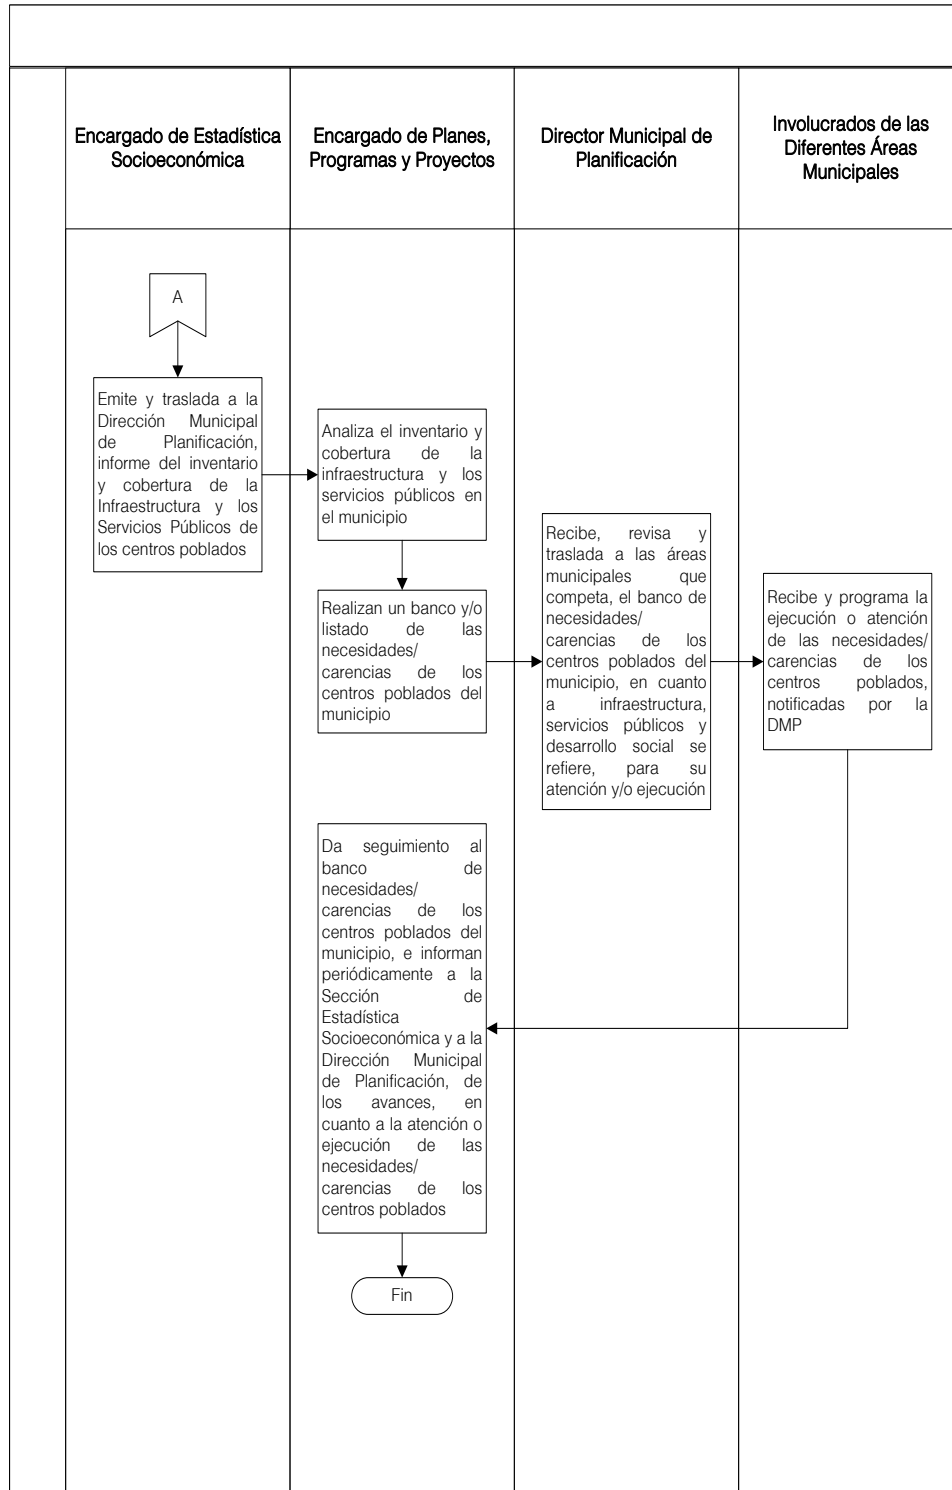 Encargado de Estadística
Socioeconómica
Encargado de Planes,
Programas y Proyectos
Director Municipal de
Planificación
Involucrados de las
Diferentes Áreas
Municipales
A
Emite y traslada a la
Dirección Municipal
de Planificación,
informe del inventario
y cobertura de la
Infraestructura y los
Servicios Públicos de
los centros poblados
Analiza el inventario y
cobertura de la
infraestructura y los
servicios públicos en
el municipio
Realizan un banco y/o
listado de las
necesidades/
carencias de los
centros poblados del
municipio
Recibe, revisa y
traslada a las áreas
municipales que
competa, el banco de
necesidades/
carencias de los
centros poblados del
municipio, en cuanto
a infraestructura,
servicios públicos y
desarrollo social se
refiere, para su
atención y/o ejecución
Recibe y programa la
ejecución o atención
de las necesidades/
carencias de los
centros poblados,
notificadas por la
DMP
Da seguimiento al
banco de
necesidades/
carencias de los
centros poblados del
municipio, e informan
periódicamente a la
Sección de
Estadística
Socioeconómica y a la
Dirección Municipal
de Planificación, de
los avances, en
cuanto a la atención o
ejecución de las
necesidades/
carencias de los
centros poblados
Fin